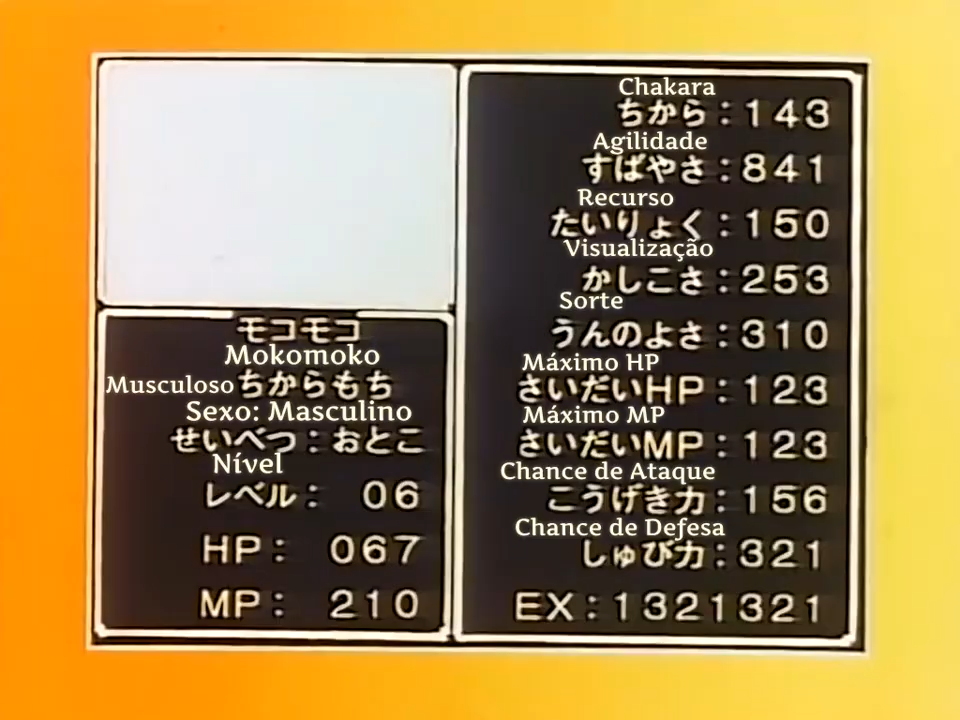 モコモコ
Mokomoko
Musculoso ちからもち
Sexo: Masculino
せいべつ：おとこ
Nível
レベル： 06
HP： 067
MP： 210
Chakara
ちから：143
Agilidade
すばやさ：841
Recurso
たいりょく：150
Visualização
かしこさ：253
Sorte
うんのよさ：310
Máximo HP
さいだいHP：123
Máximo MP
さいだいMP：123
Chance de Ataque
こうげき力：156
Chance de Defesa
しゅび力：321
EX：1321321